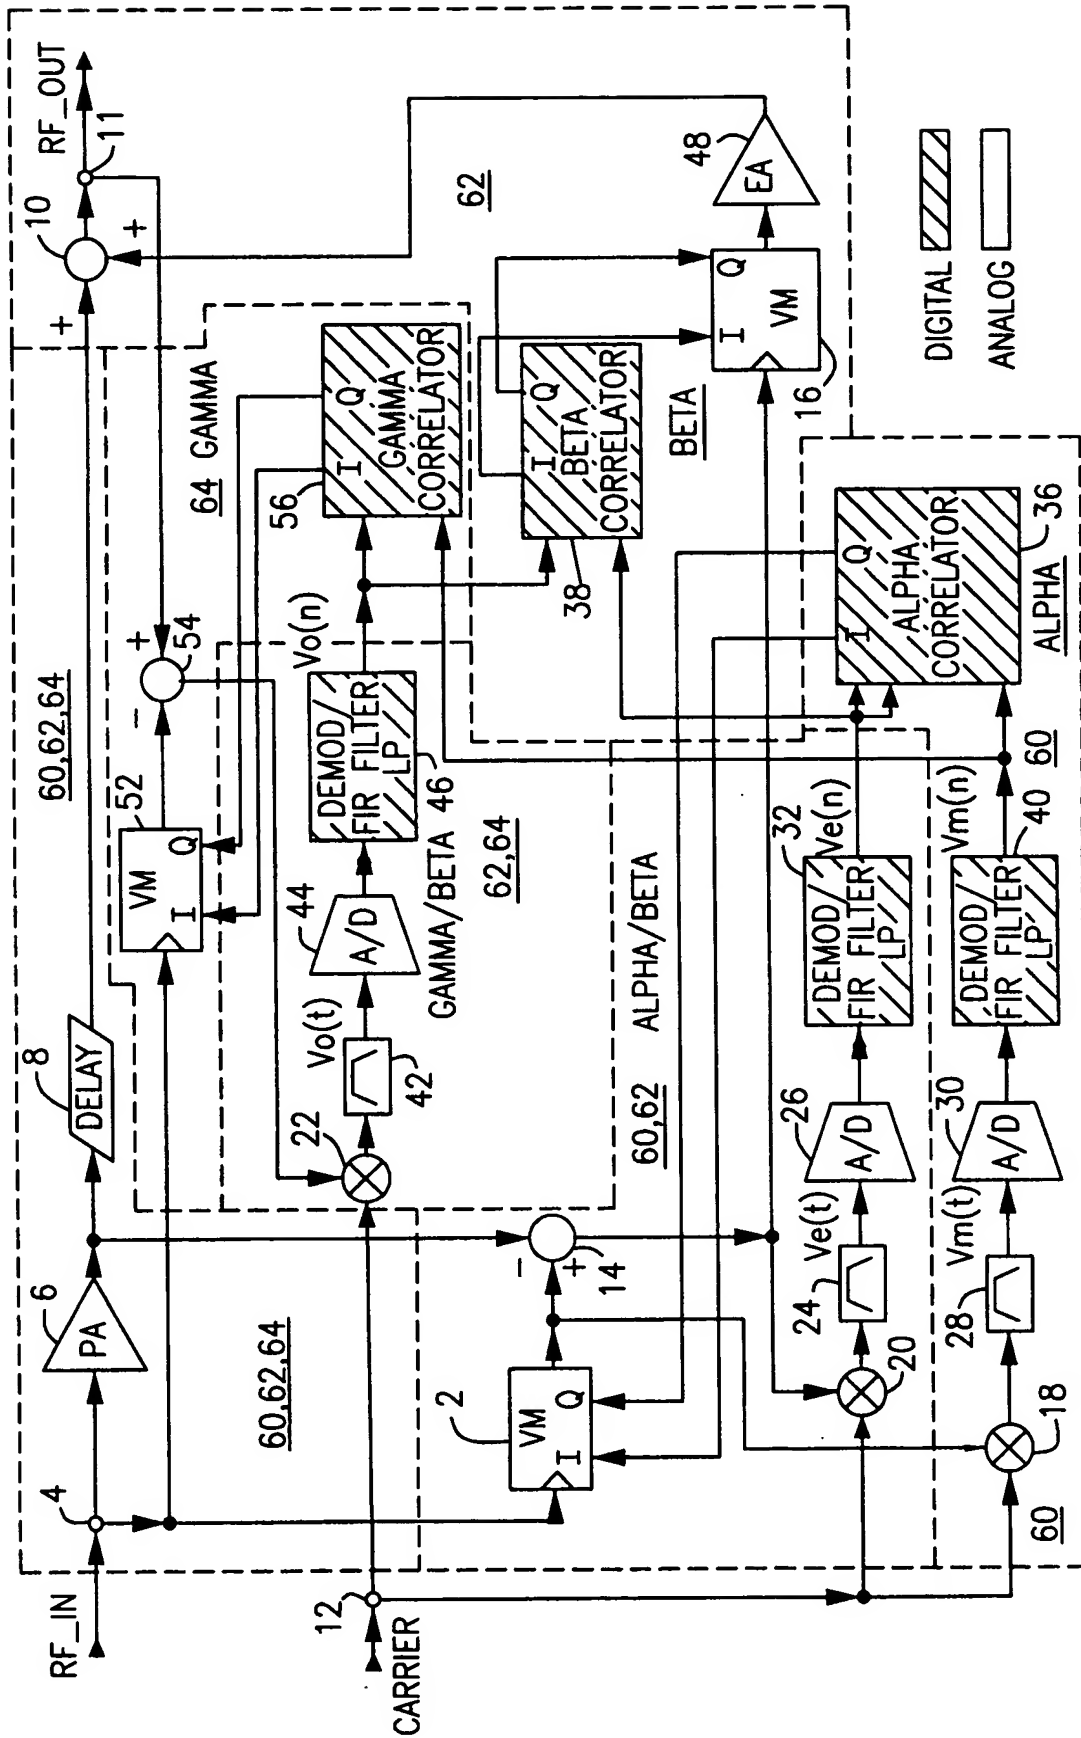 RF_IN
4
6
PA
8
DELAY
60,62,64
+
10
+
11
RF_OUT
60,62,64
52
VM
I
Q
-
+
54
64
GAMMA
56
I
Q
GAMMA
CORRELATOR
62
12
CARRIER
22
Vo(t)
42
44
A/D
GAMMA/BETA
DEMOD/
FIR FILTER
LP
46
62,64
Vo(n)
38
I
Q
BETA
CORRELATOR
BETA
48
EA
I
Q
VM
16
2
VM
I
Q
-
+
14
60,62
ALPHA/BETA
20
24
Ve(t)
26
A/D
32
DEMOD/
FIR FILTER
LP
Ve(n)
I
Q
ALPHA
CORRELATOR
36
ALPHA
60
18
28
Vm(t)
30
A/D
DEMOD/
FIR FILTER
LP
40
Vm(n)
60
DIGITAL
ANALOG